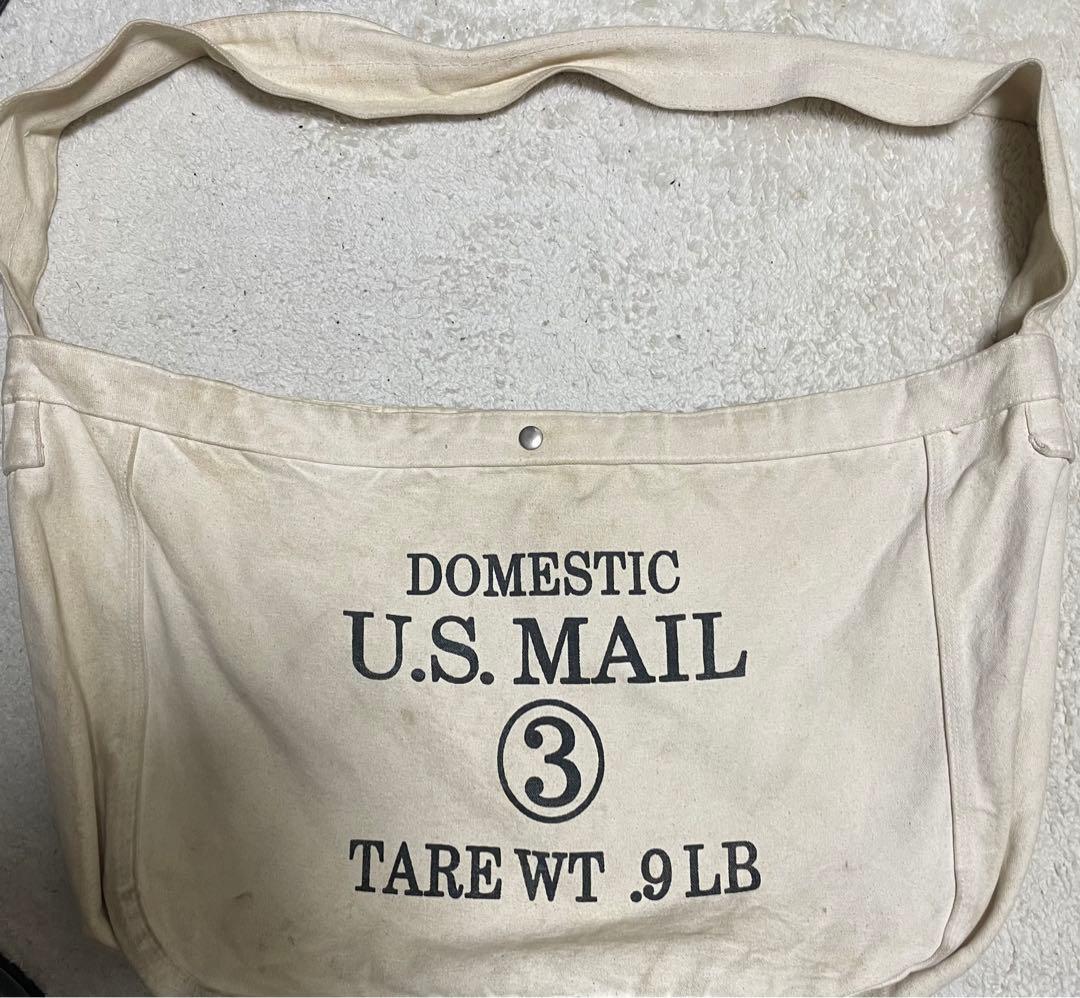 DOMESTIC
U.S. MAIL
③
TARE WT .9 LB